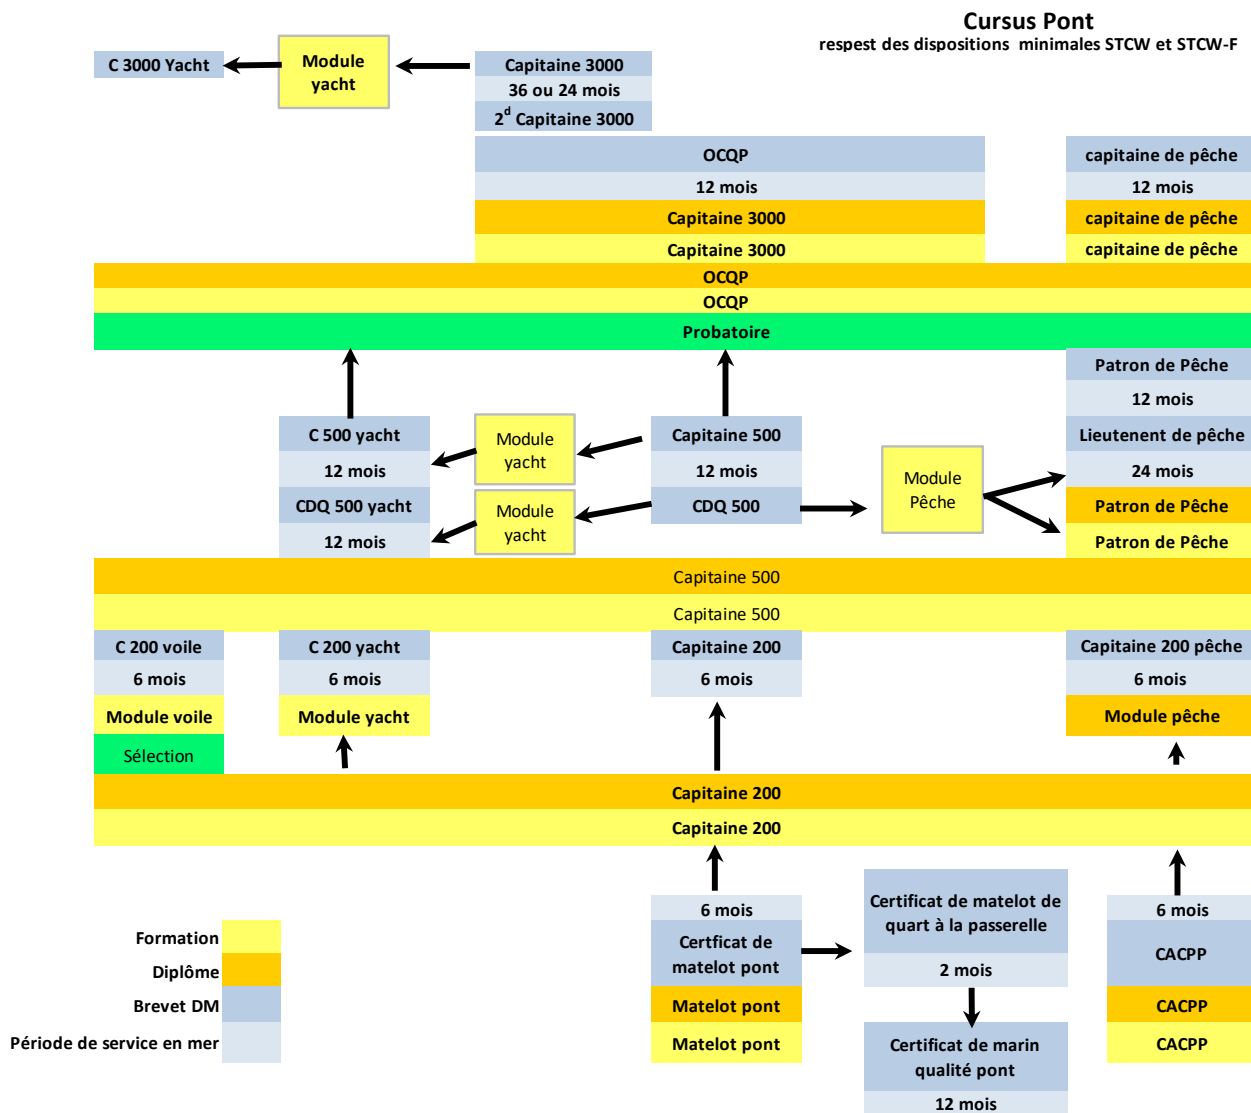 Cursus Pont
respest des dispositions minimales STCW et STCW-F
C 3000 Yacht
Module
yacht
Capitaine 3000
36 ou 24 mois
2d Capitaine 3000
OCQP
capitaine de pêche
12 mois
12 mois
Capitaine 3000
capitaine de pêche
Capitaine 3000
capitaine de pêche
OCQP
OCQP
Probatoire
Patron de Pêche
12 mois
C 500 yacht
Module
yacht
Capitaine 500
Lieutenent de pêche
12 mois
12 mois
24 mois
Module
Pêche
CDQ 500 yacht
Module
yacht
CDQ 500
Patron de Pêche
12 mois
Patron de Pêche
Capitaine 500
Capitaine 500
C 200 voile
C 200 yacht
Capitaine 200
Capitaine 200 pêche
6 mois
6 mois
6 mois
6 mois
Module voile
Module yacht
Module pêche
Sélection
Capitaine 200
Capitaine 200
6 mois
Certficat de
matelot pont
Matelot pont
Matelot pont
Certificat de matelot de
quart à la passerelle
2 mois
Certificat de marin
qualité pont
12 mois
6 mois
CACPP
CACPP
CACPP
Formation
Diplôme
Brevet DM
Période de service en mer